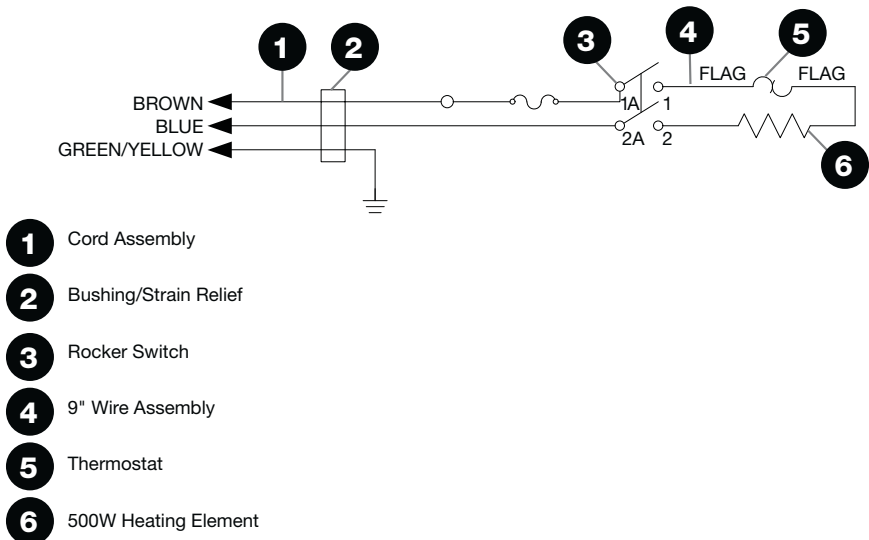 1 2 3 4 5
FLAG FLAG
BROWN 1A 1
BLUE 2A 2
GREEN/YELLOW
6
1 Cord Assembly
2 Bushing/Strain Relief
3 Rocker Switch
4 9" Wire Assembly
5 Thermostat
6 500W Heating Element